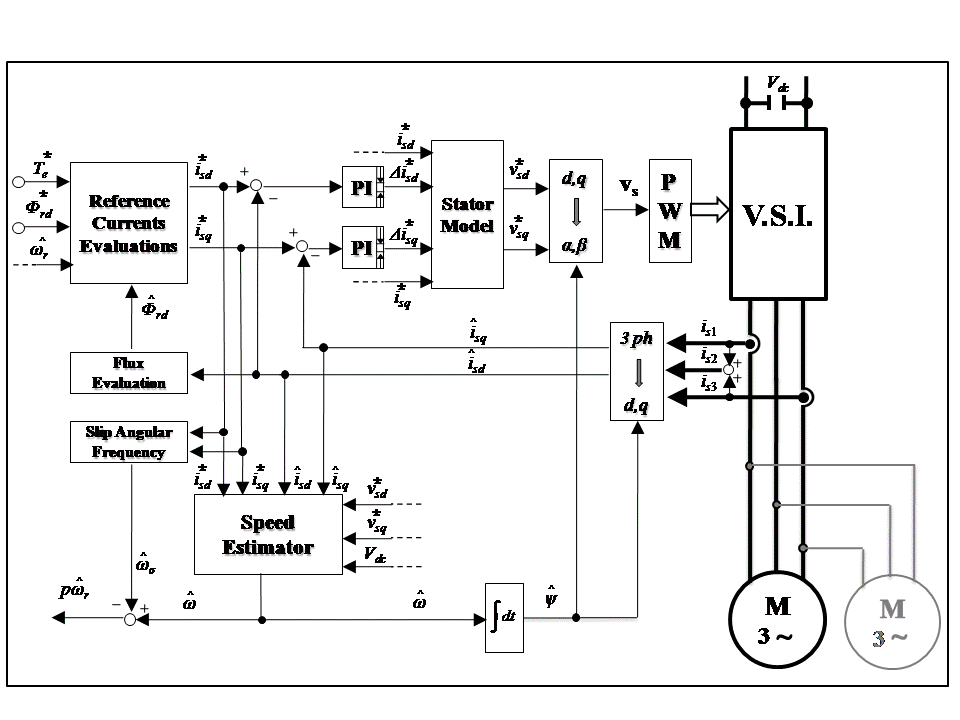 V_dc
T_e^*
Φ_rd^*
ω̂_r
Reference
Currents
Evaluations
i_sd^*
i_sq^*
+
−
+
−
PI
PI
i_sd^*
Δi_sd^*
Δi_sq^*
i_sq^*
Stator
Model
v_sd^*
v_sq^*
d,q
α,β
v_s
P
W
M
V.S.I.
Φ̂_rd
Flux
Evaluation
î_sq
î_sd
3 ph
d,q
i_s1
i_s2
i_s3
+
+
Slip Angular
Frequency
i_sd^*
i_sq^*
î_sd
î_sq
Speed
Estimator
v_sd^*
v_sq^*
V_dc
ω̂_σ
pω̂_r
−
+
ω̂
ω̂
∫ dt
ψ̂
M
3 ~
M
3 ~